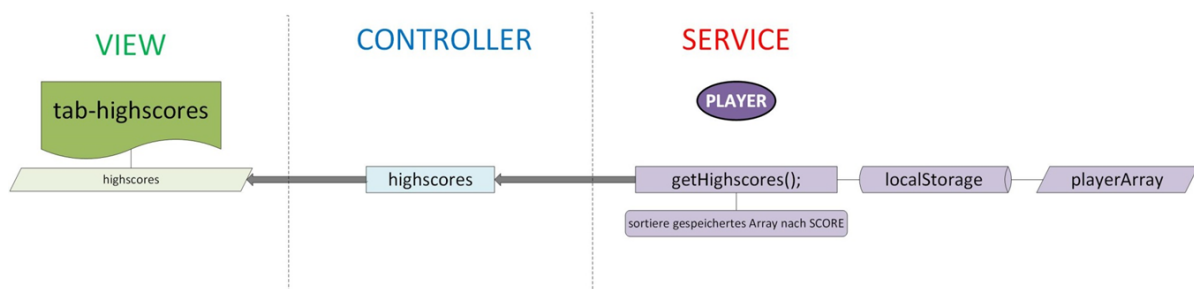 VIEW
CONTROLLER
SERVICE
tab-highscores
PLAYER
highscores
highscores
getHighscores();
localStorage
playerArray
sortiere gespeichertes Array nach SCORE